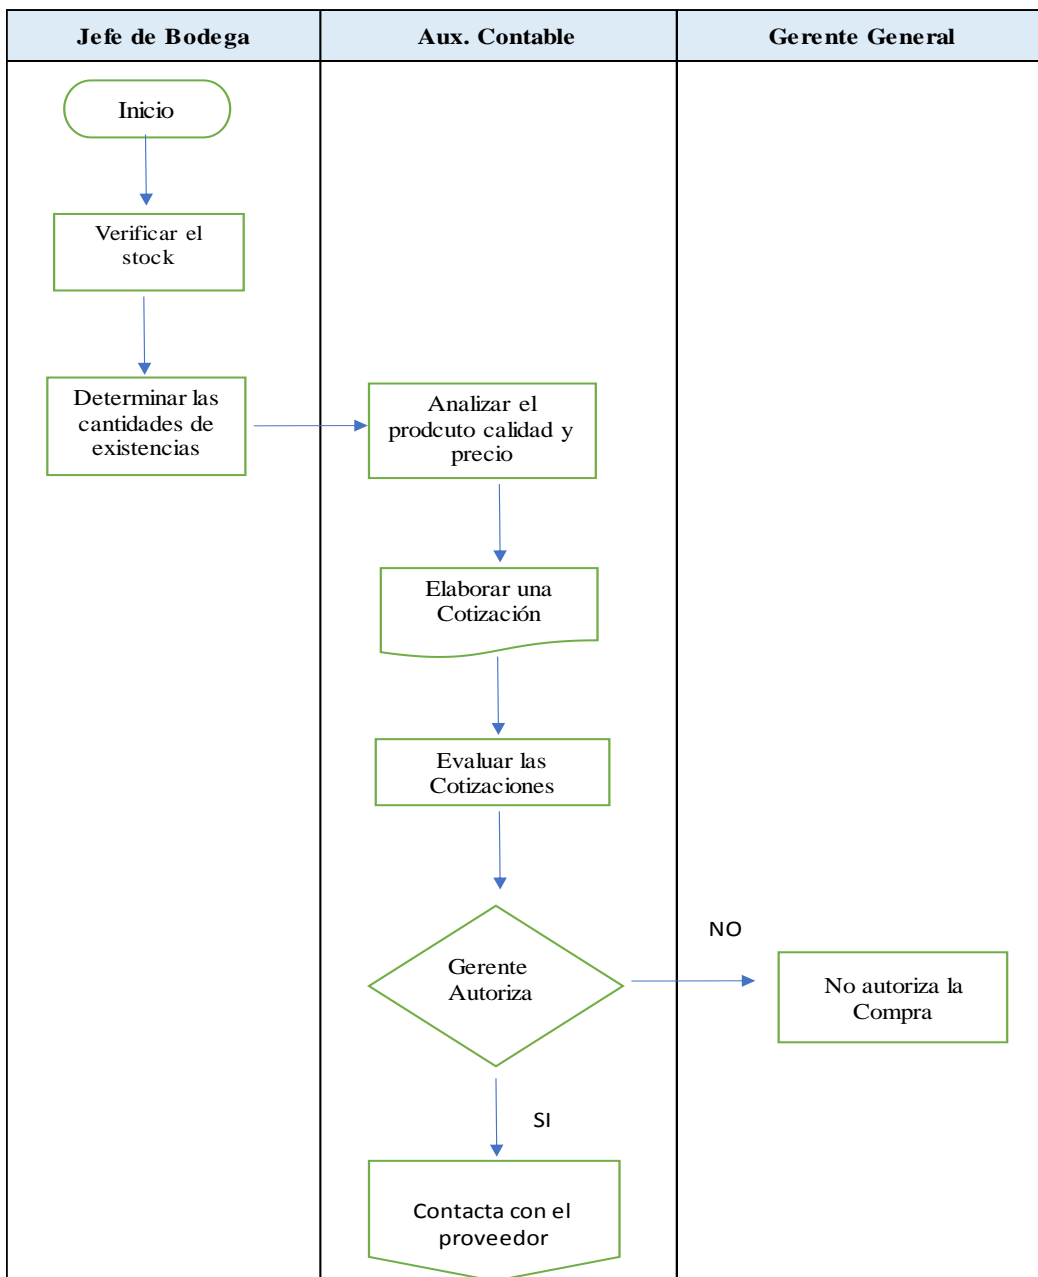 Jefe de Bodega
Aux. Contable
Gerente General
Inicio
Verificar el
stock
Determinar las
cantidades de
existencias
Analizar el
prodcuto calidad y
precio
Elaborar una
Cotización
Evaluar las
Cotizaciones
Gerente
Autoriza
NO
No autoriza la
Compra
SI
Contacta con el
proveedor